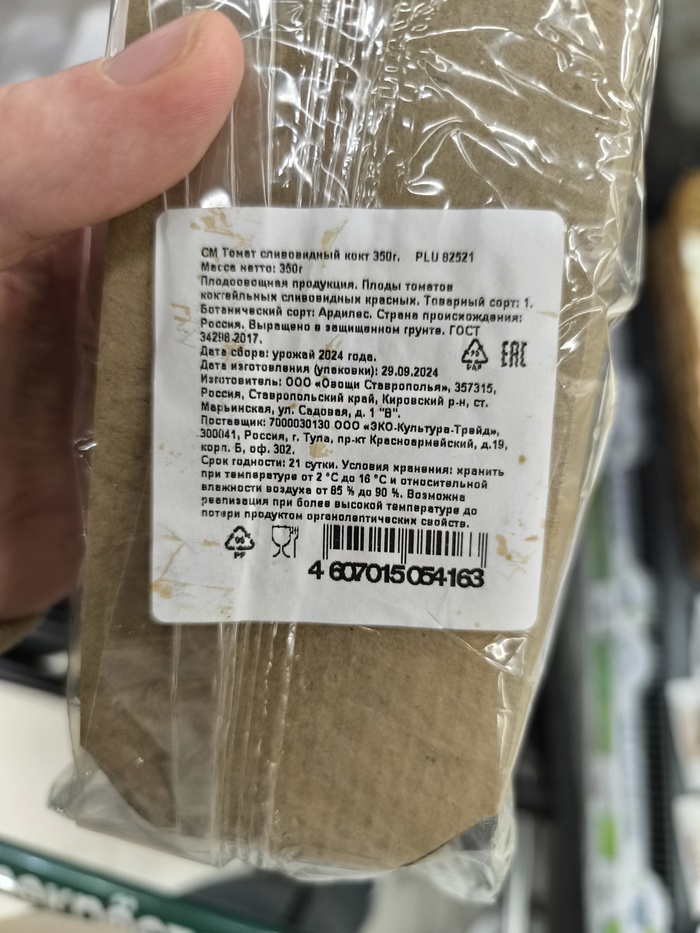 СМ Томат сливовидный кокт 350г. PLU 82521
Масса нетто: 350г
Плодоовощная продукция. Плоды томатов
коктейльных сливовидных красных. Товарный сорт: 1.
Ботанический сорт: Ардилес. Страна происхождения:
Россия. Выращено в защищенном грунте. ГОСТ
34298-2017.
Дата сбора: урожай 2024 года.
Дата изготовления (упаковки): 29.09.2024
PAP
EAC
Изготовитель: ООО «Овощи Ставрополья», 357315,
Россия, Ставропольский край, Кировский р-н, ст.
Марьинская, ул. Садовая, д. 1 "В".
Поставщик: 7000030130 ООО «ЭКО-Культура-Трейд»,
300041, Россия, г. Тула, пр-кт Красноармейский, д.19,
корп. Б, оф. 302.
Срок годности: 21 сутки. Условия хранения: хранить
при температуре от 2 °С до 16 °С и относительной
влажности воздуха от 85 % до 90 %. Возможна
реализация при более высокой температуре до
потери продуктом органолептических свойств.
PP
4 607015 054163